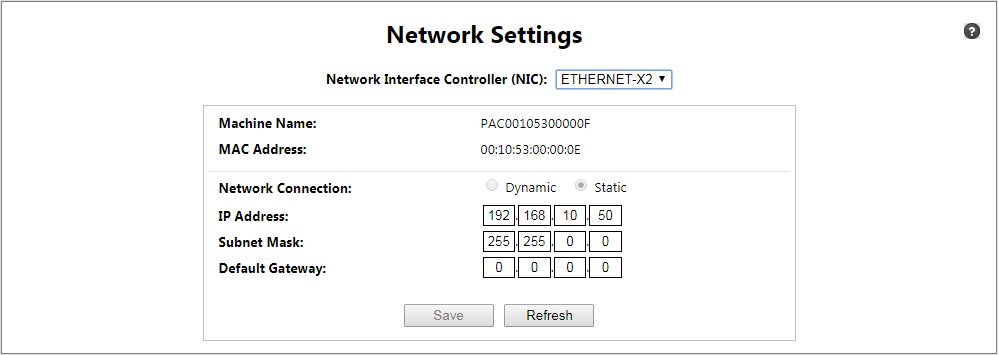 Network Settings
?
Network Interface Controller (NIC): ETHERNET-X2
Machine Name: PAC00105300000F
MAC Address: 00:10:53:00:00:0E
Network Connection: Dynamic Static
IP Address: 192.168.10.50
Subnet Mask: 255.255.0.0
Default Gateway: 0.0.0.0
Save Refresh